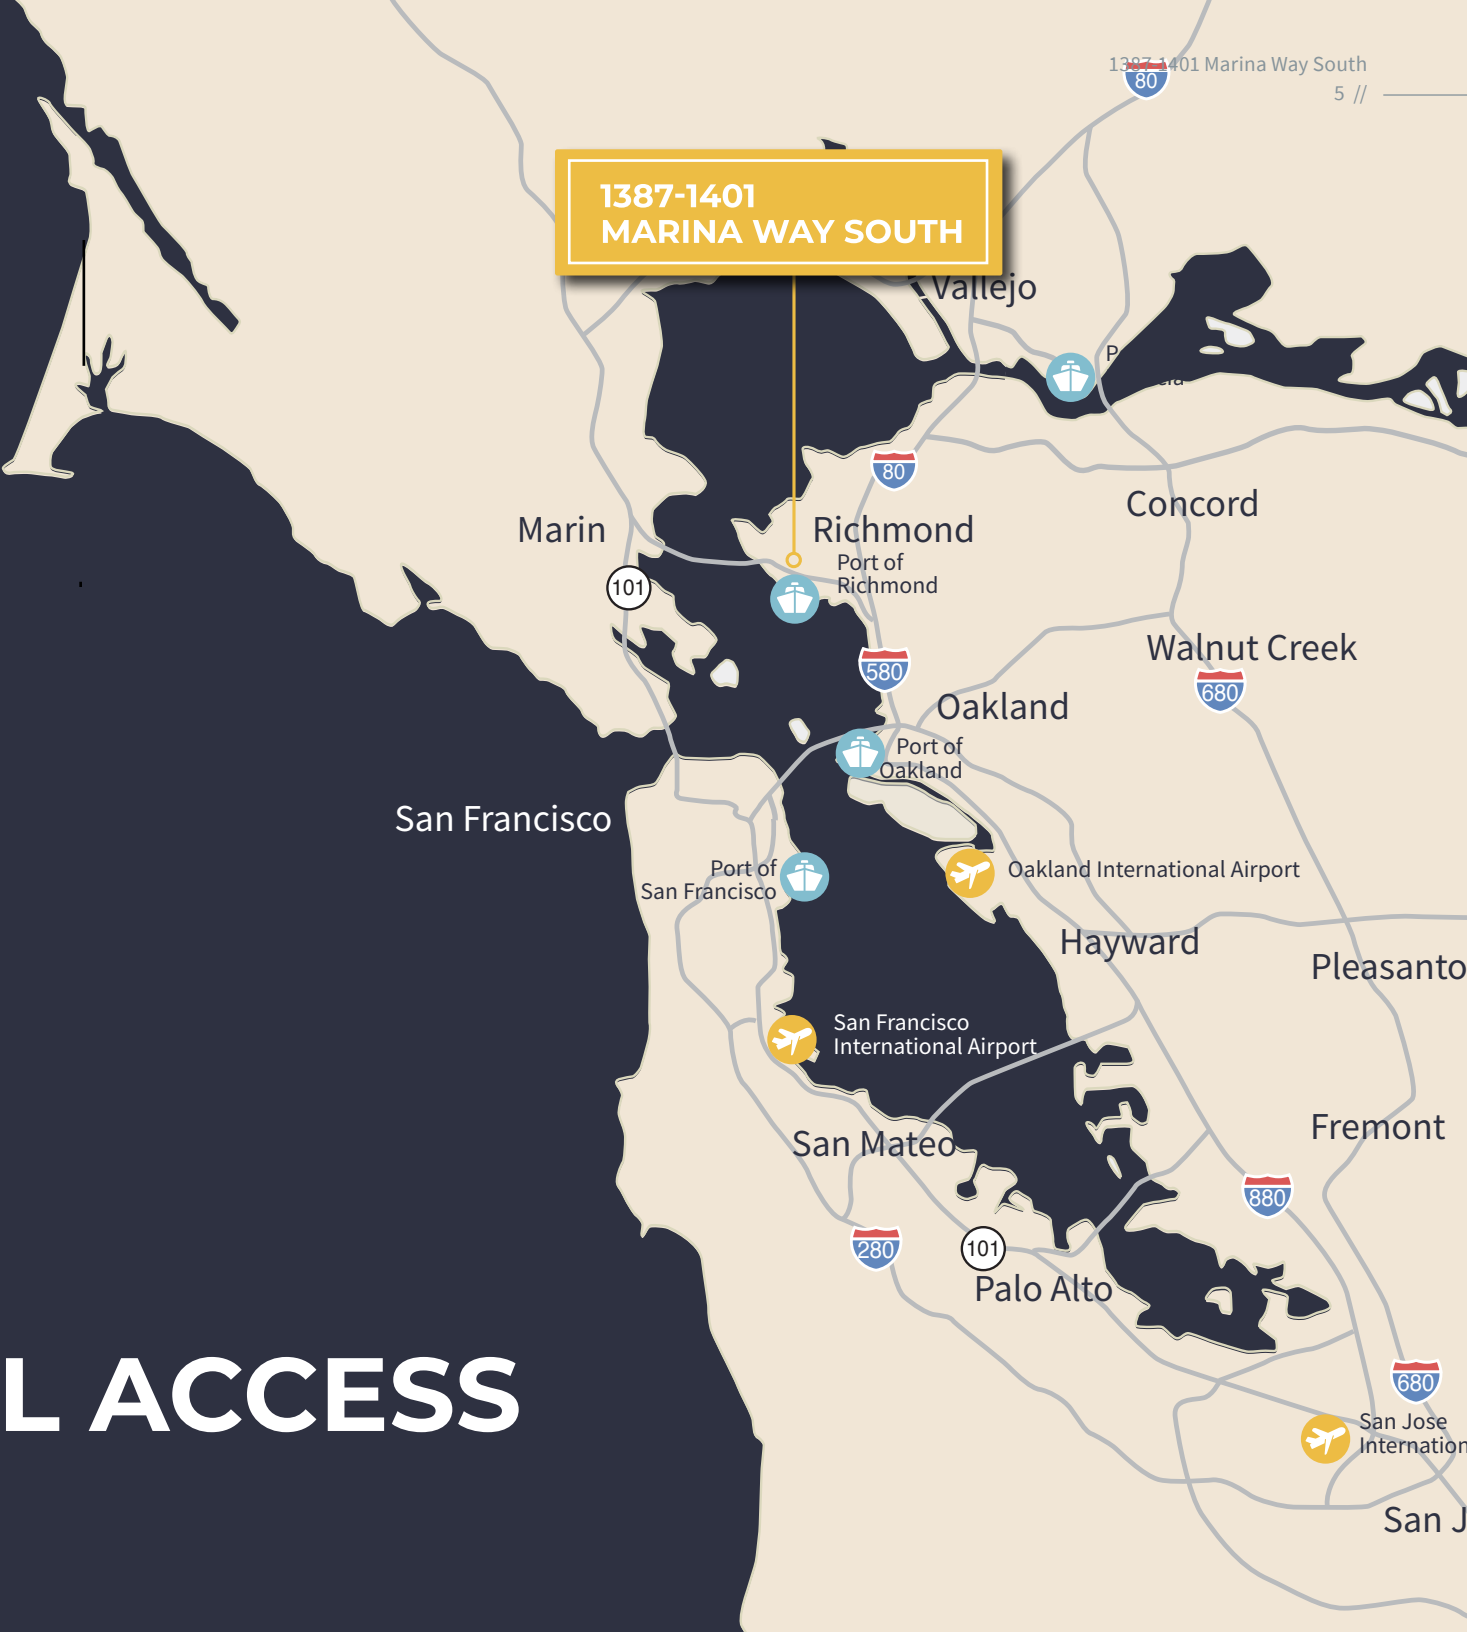 1387-1401 Marina Way South
5 //
80
1387-1401
MARINA WAY SOUTH
Vallejo
80
Concord
Marin
Richmond
Port of
Richmond
101
Walnut Creek
580
680
Oakland
Port of
Oakland
San Francisco
Port of
San Francisco
Oakland International Airport
Hayward
Pleasanto
San Francisco
International Airport
Fremont
San Mateo
880
280
101
Palo Alto
L ACCESS
680
San Jose
Internation
San J